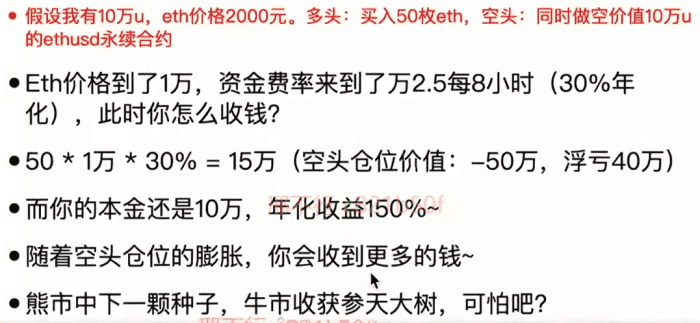 • 假设我有10万u，eth价格2000元。多头：买入50枚eth，空头：同时做空价值10万u
的ethusd永续合约
•Eth价格到了1万，资金费率来到了万2.5每8小时（30%年
化），此时你怎么收钱？
•50 * 1万 * 30% = 15万（空头仓位价值：–50万，浮亏40万）
•而你的本金还是10万，年化收益150%~
•随着空头仓位的膨胀，你会收到更多的钱~
•熊市中下一颗种子，牛市收获参天大树，可怕吧？